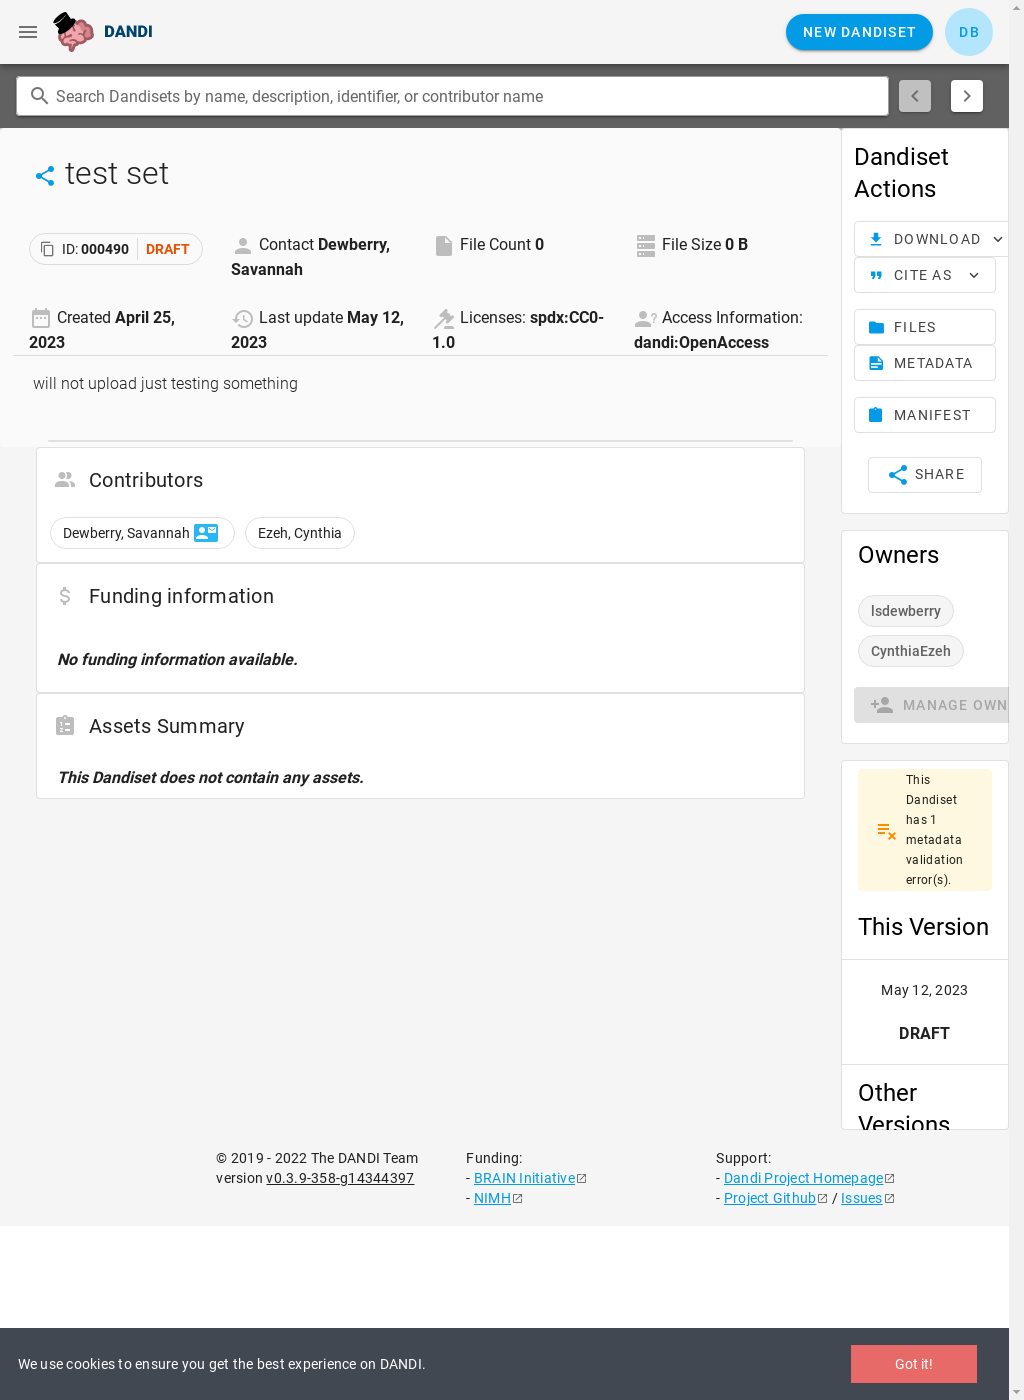 DANDI
NEW DANDISET
DB
Search Dandisets by name, description, identifier, or contributor name
test set
ID: 000490 DRAFT
Contact Dewberry,
Savannah
File Count 0
File Size 0 B
Created April 25,
2023
Last update May 12,
2023
Licenses: spdx:CC0-
1.0
Access Information:
dandi:OpenAccess
will not upload just testing something
Contributors
Dewberry, Savannah
Ezeh, Cynthia
Funding information
No funding information available.
Assets Summary
This Dandiset does not contain any assets.
Dandiset
Actions
DOWNLOAD
CITE AS
FILES
METADATA
MANIFEST
SHARE
Owners
lsdewberry
CynthiaEzeh
MANAGE OWN
This
Dandiset
has 1
metadata
validation
error(s).
This Version
May 12, 2023
DRAFT
Other
Versions
© 2019 - 2022 The DANDI Team
version v0.3.9-358-g14344397
Funding:
- BRAIN Initiative
- NIMH
Support:
- Dandi Project Homepage
- Project Github / Issues
We use cookies to ensure you get the best experience on DANDI.
Got it!